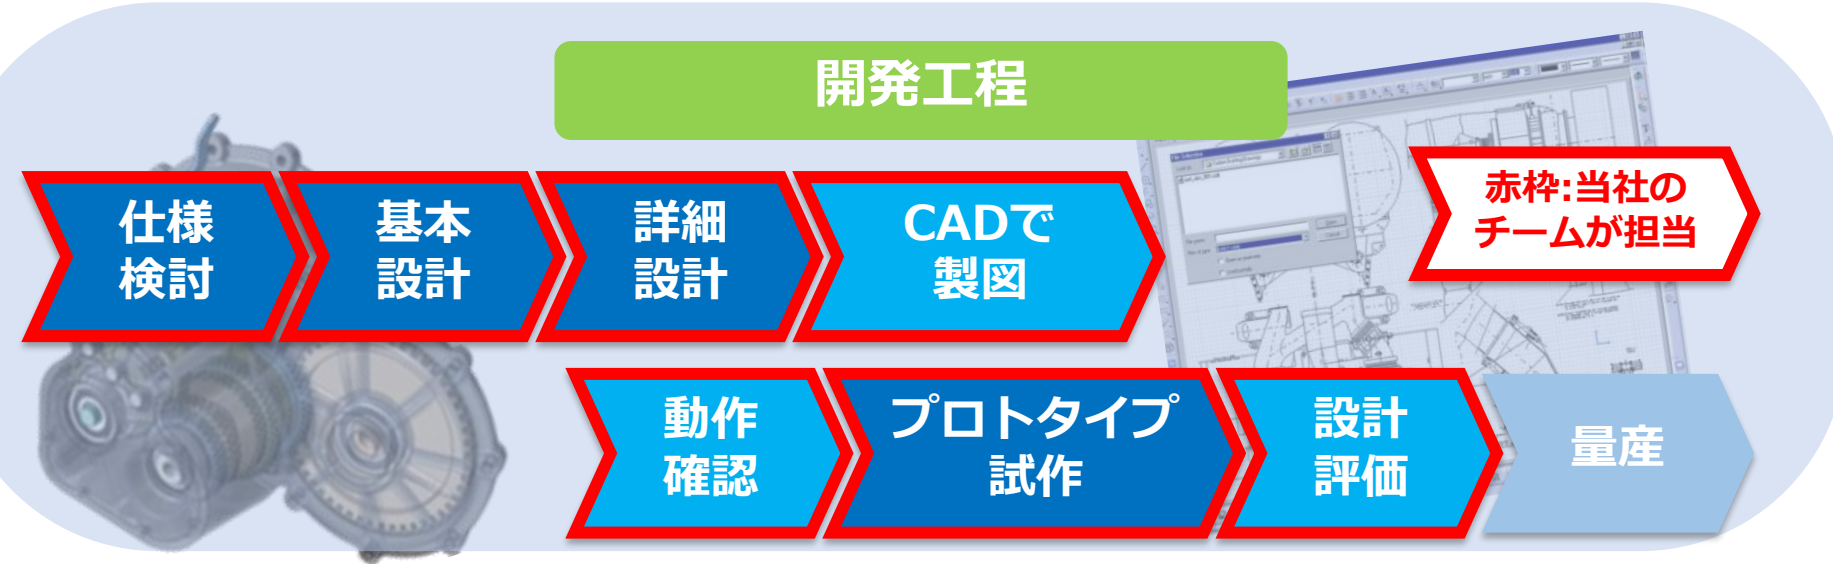 開発工程
赤枠:当社の
チームが担当
仕様
検討
基本
設計
詳細
設計
CADで
製図
動作
確認
プロトタイプ
試作
設計
評価
量産